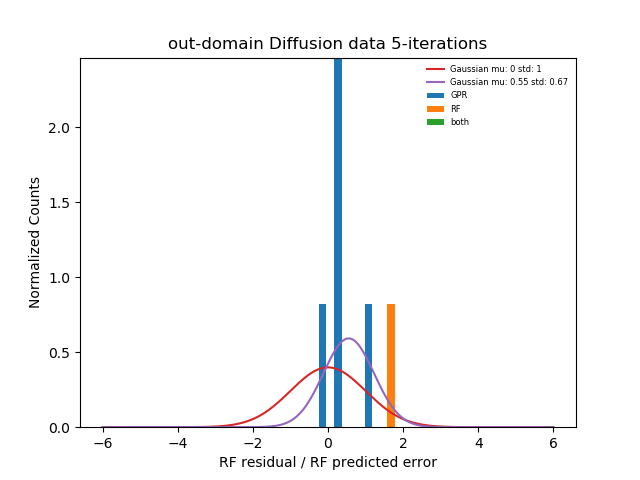 out-domain Diffusion data 5-iterations
Gaussian mu: 0 std: 1
Gaussian mu: 0.55 std: 0.67
GPR
RF
both
Normalized Counts
2.0
1.5
1.0
0.5
0.0
−6 −4 −2 0 2 4 6
RF residual / RF predicted error